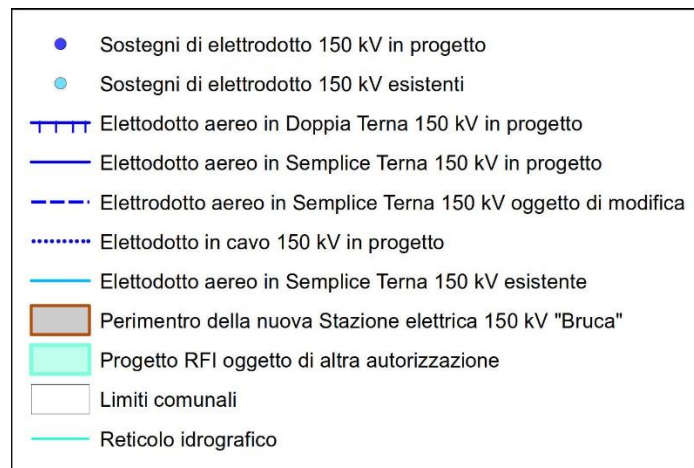 Sostegni di elettrodotto 150 kV in progetto
Sostegni di elettrodotto 150 kV esistenti
Elettodotto aereo in Doppia Terna 150 kV in progetto
Elettodotto aereo in Semplice Terna 150 kV in progetto
Elettrodotto aereo in Semplice Terna 150 kV oggetto di modifica
Elettodotto in cavo 150 kV in progetto
Elettodotto aereo in Semplice Terna 150 kV esistente
Perimentro della nuova Stazione elettrica 150 kV "Bruca"
Progetto RFI oggetto di altra autorizzazione
Limiti comunali
Reticolo idrografico